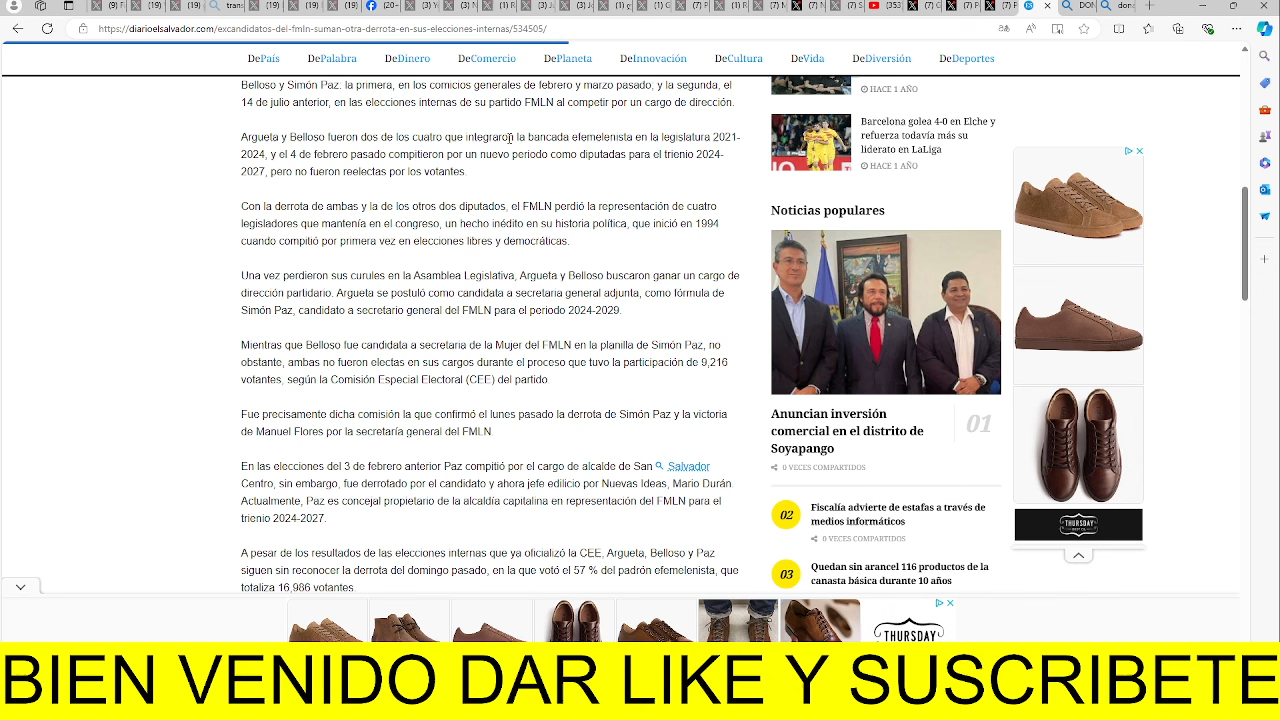 https://diarioelsalvador.com/excandidatos-del-fmln-suman-otra-derrota-en-sus-elecciones-internas/534505/
DePaís DePalabra DeDinero DeComercio DePlaneta DeInnovación DeCultura DeVida DeDiversión DeDeportes
Belloso y Simón Paz: la primera, en los comicios generales de febrero y marzo pasado, y la segunda, el
14 de julio anterior, en las elecciones internas de su partido FMLN al competir por un cargo de dirección.
Argueta y Belloso fueron dos de los cuatro que integraron la bancada efemelenista en la legislatura 2021-
2024, y el 4 de febrero pasado compitieron por un nuevo periodo como diputadas para el trienio 2024-
2027, pero no fueron reelectas por los votantes.
Con la derrota de ambas y la de los otros dos diputados, el FMLN perdió la representación de cuatro
legisladores que mantenía en el congreso, un hecho inédito en su historia política, que inició en 1994
cuando compitió por primera vez en elecciones libres y democráticas.
Una vez perdieron sus curules en la Asamblea Legislativa, Argueta y Belloso buscaron ganar un cargo de
dirección partidario. Argueta se postuló como candidata a secretaria general adjunta, como fórmula de
Simón Paz, candidato a secretario general del FMLN para el periodo 2024-2029.
Mientras que Belloso fue candidata a secretaria de la Mujer del FMLN en la planilla de Simón Paz, no
obstante, ambas no fueron electas en sus cargos durante el proceso que tuvo la participación de 9,216
votantes, según la Comisión Especial Electoral (CEE) del partido.
Fue precisamente dicha comisión la que confirmó el lunes pasado la derrota de Simón Paz y la victoria
de Manuel Flores por la secretaría general del FMLN.
En las elecciones del 3 de febrero anterior Paz compitió por el cargo de alcalde de San Salvador
Centro, sin embargo, fue derrotado por el candidato y ahora jefe edilicio por Nuevas Ideas, Mario Durán.
Actualmente, Paz es concejal propietario de la alcaldía capitalina en representación del FMLN para el
trienio 2024-2027.
A pesar de los resultados de las elecciones internas que ya oficializó la CEE, Argueta, Belloso y Paz
siguen sin reconocer la derrota del domingo pasado, en la que votó el 57 % del padrón efemelenista, que
totaliza 16,986 votantes.
HACE 1 AÑO
Barcelona golea 4-0 en Elche y
refuerza todavía más su
liderato en LaLiga
HACE 1 AÑO
Noticias populares
Anuncian inversión
comercial en el distrito de
Soyapango
01
0 VECES COMPARTIDOS
02
Fiscalía advierte de estafas a través de
medios informáticos
0 VECES COMPARTIDOS
03
Quedan sin arancel 116 productos de la
canasta básica durante 10 años
THURSDAY
THURSDAY
BIEN VENIDO DAR LIKE Y SUSCRIBETE